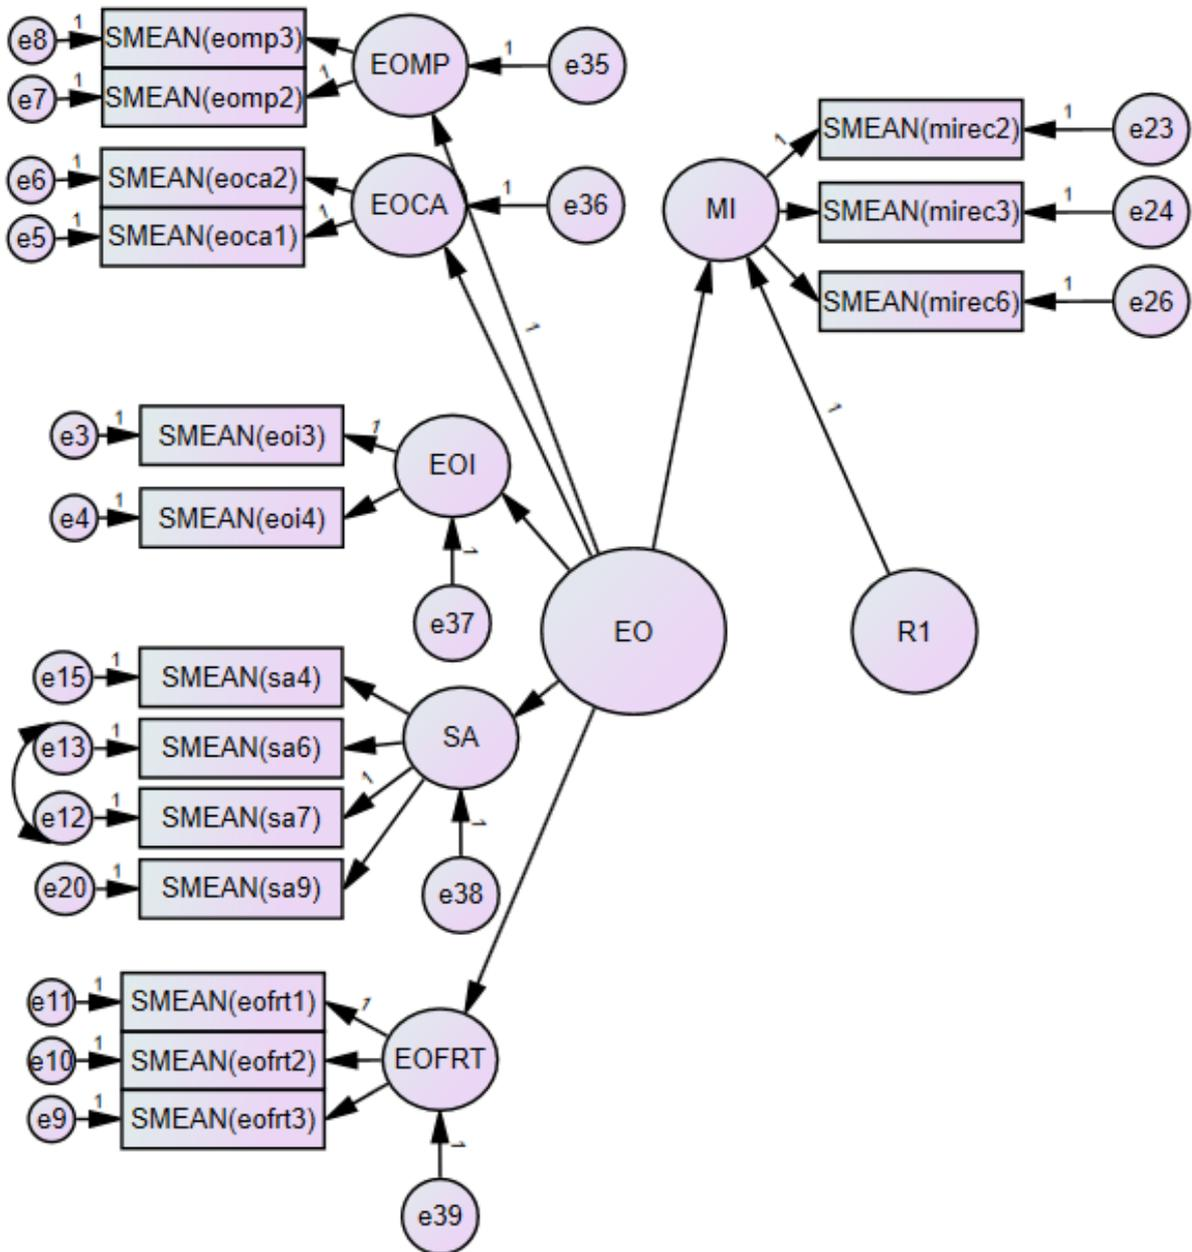 e8 1 SMEAN(eomp3)
e7 1 SMEAN(eomp2) 1
EOMP 1 e35
e6 1 SMEAN(eoca2)
e5 1 SMEAN(eoca1) 1
EOCA 1 e36
MI
1 SMEAN(mirec2) 1 e23
SMEAN(mirec3) 1 e24
SMEAN(mirec6) 1 e26
1
1
e3 1 SMEAN(eoi3) 1
e4 1 SMEAN(eoi4)
EOI
1
e37
EO
R1
e15 1 SMEAN(sa4)
e13 1 SMEAN(sa6)
e12 1 SMEAN(sa7) 1
e20 1 SMEAN(sa9)
SA
1
e38
e11 1 SMEAN(eofrt1) 1
e10 1 SMEAN(eofrt2)
e9 1 SMEAN(eofrt3)
EOFRT
1
e39